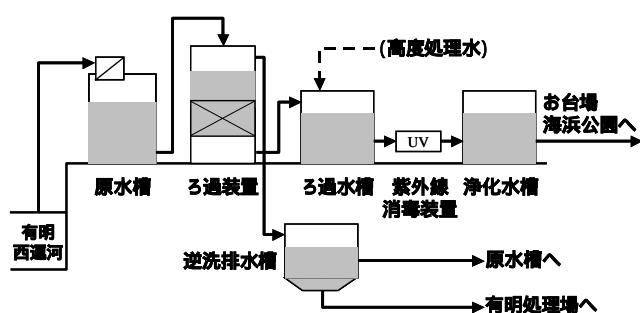 (高度処理水)
お台場
海浜公園へ
UV
原水槽
ろ過装置
ろ過水槽
紫外線
消毒装置
浄化水槽
有明
西運河
逆洗排水槽
原水槽へ
有明処理場へ